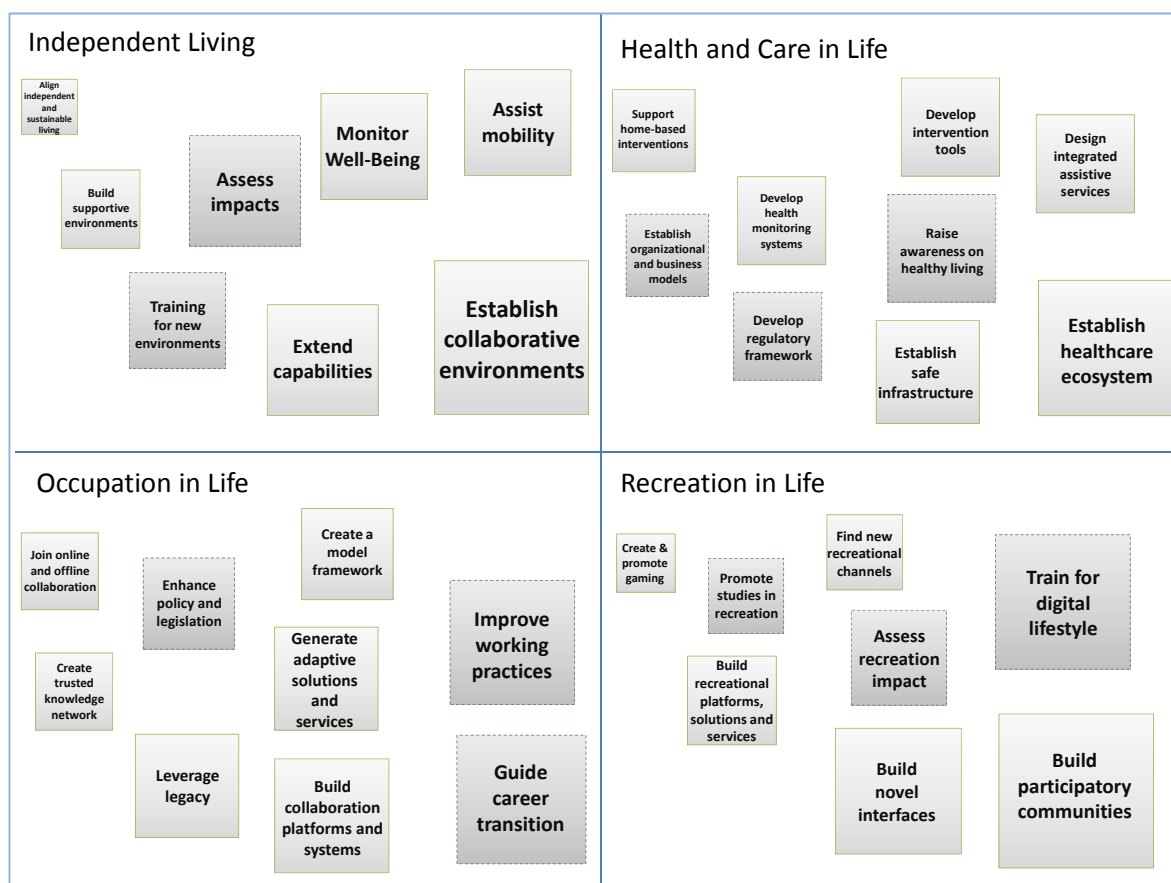 Independent Living
Align
independent
and
sustainable
living
Build
supportive
environments
Assess
impacts
Monitor
Well-Being
Assist
mobility
Training
for new
environments
Extend
capabilities
Establish
collaborative
environments
Health and Care in Life
Support
home-based
interventions
Develop
intervention
tools
Design
integrated
assistive
services
Develop
health
monitoring
systems
Establish
organizational
and business
models
Raise
awareness on
healthy living
Develop
regulatory
framework
Establish
safe
infrastructure
Establish
healthcare
ecosystem
Occupation in Life
Join online
and offline
collaboration
Enhance
policy and
legislation
Create a
model
framework
Improve
working
practices
Create
trusted
knowledge
network
Generate
adaptive
solutions
and
services
Leverage
legacy
Build
collaboration
platforms and
systems
Guide
career
transition
Recreation in Life
Create &
promote
gaming
Promote
studies in
recreation
Find new
recreational
channels
Train for
digital
lifestyle
Assess
recreation
impact
Build
recreational
platforms,
solutions and
services
Build
novel
interfaces
Build
participatory
communities